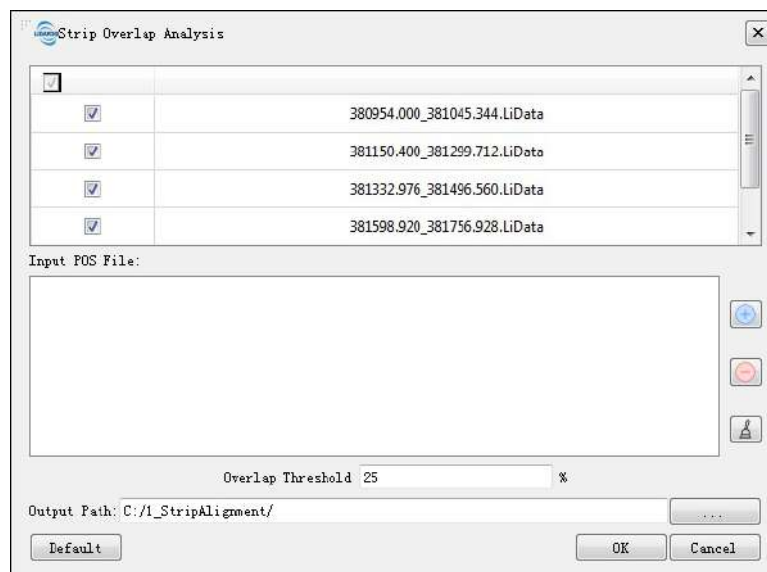 Strip Overlap Analysis
380954.000_381045.344.LiData
381150.400_381299.712.LiData
381332.976_381496.560.LiData
381598.920_381756.928.LiData
Input POS File:
Overlap Threshold 25 %
Output Path: C:/1_StripAlignment/ ...
Default OK Cancel